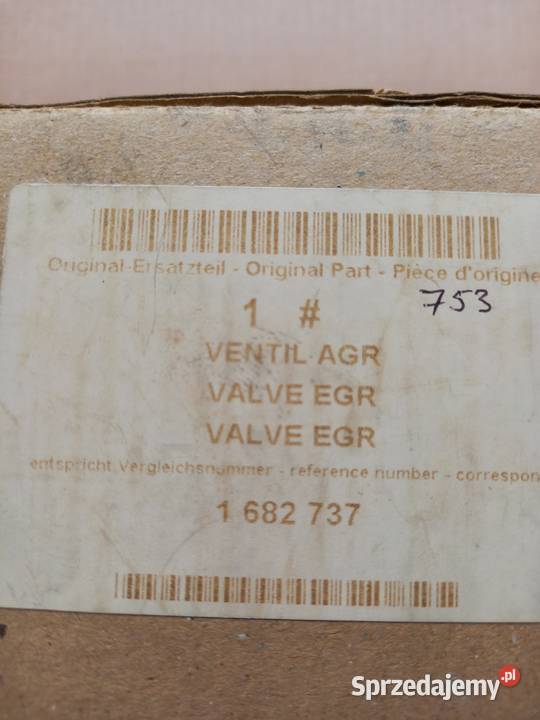 Original-Ersatzteil - Original Part - Pièce d'origine
753
1 #
VENTIL AGR
VALVE EGR
VALVE EGR
entspricht Vergleichsnummer - reference number - correspon
1 682 737
Sprzedajemy.pl